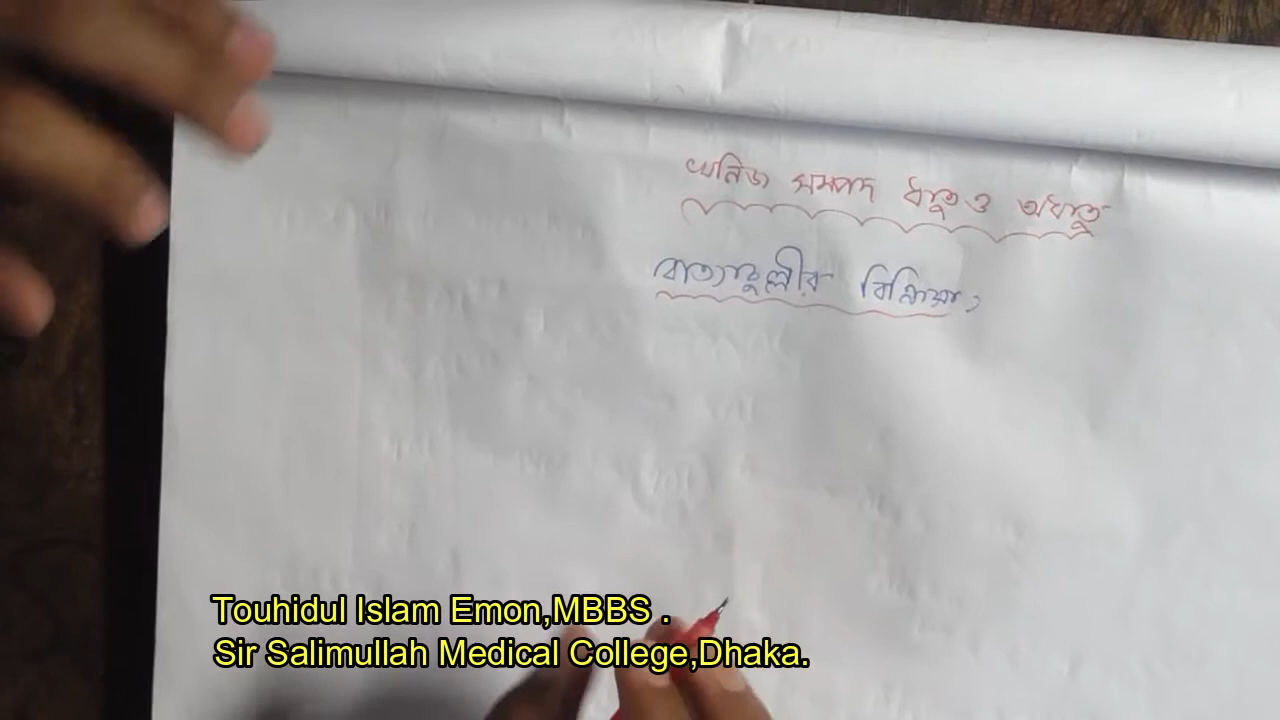 খনিজ সম্পদ ধাতু ও অধাতু
বাত্যাচুল্লীর বিক্রিয়া:
Touhidul Islam Emon,MBBS .
Sir Salimullah Medical College,Dhaka.